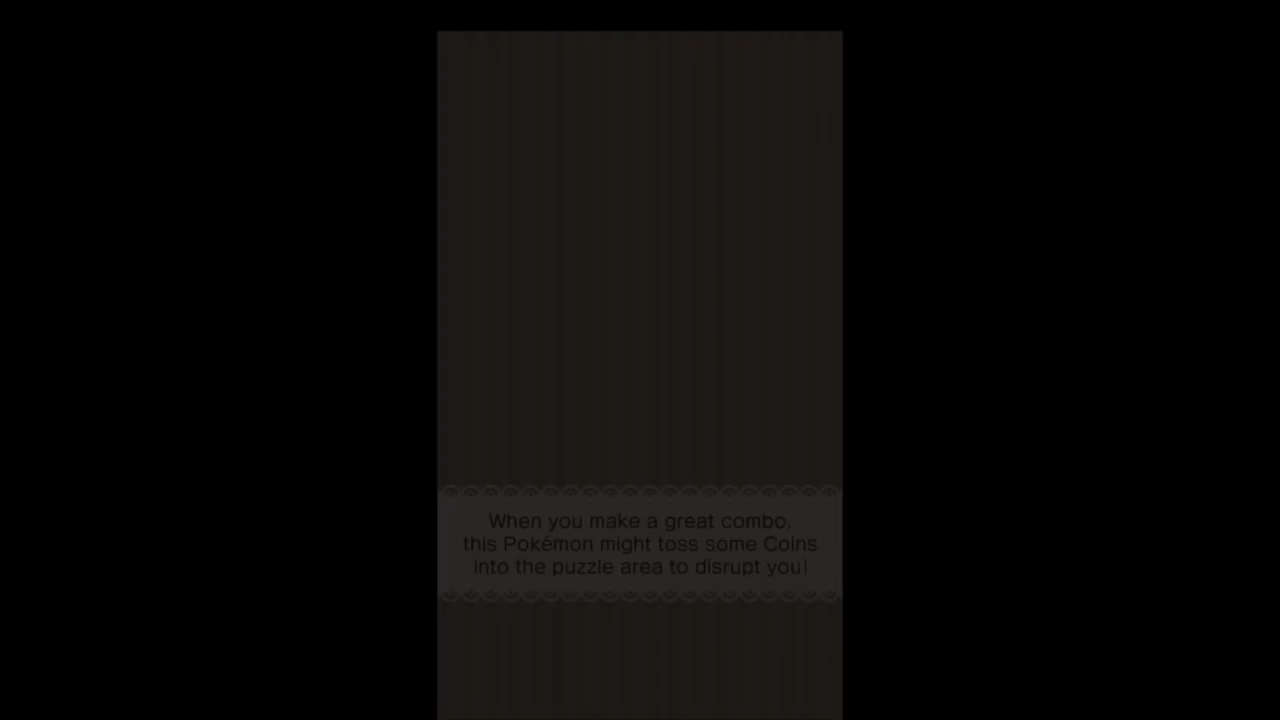 When you make a great combo,
this Pokémon might toss some Coins
into the puzzle area to disrupt you!